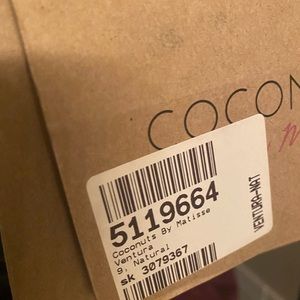 COCON
m
5119664
Coconuts By Matisse
Ventura
9, Natural
sk 3079367
VENTURA-NAT